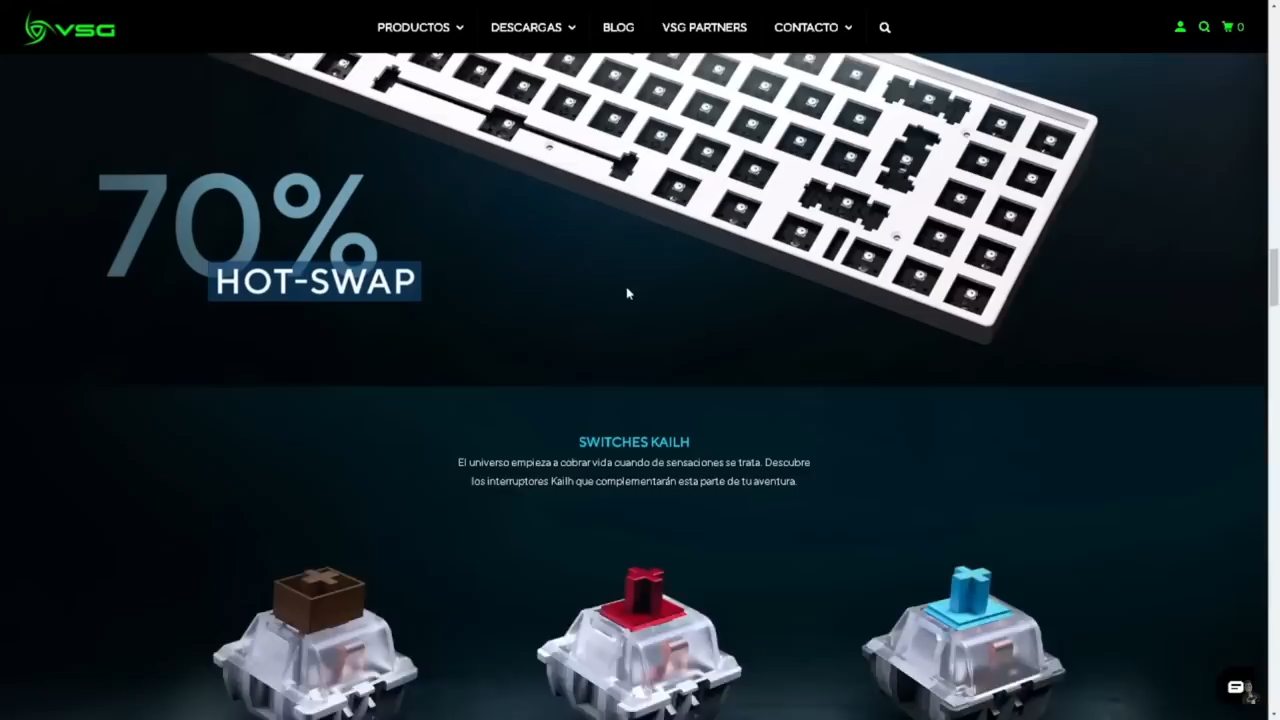 VSG
PRODUCTOS
DESCARGAS
BLOG
VSG PARTNERS
CONTACTO
0
70%
HOT-SWAP
SWITCHES KAILH
El universo empieza a cobrar vida cuando de sensaciones se trata. Descubre
los interruptores Kailh que complementarán esta parte de tu aventura.